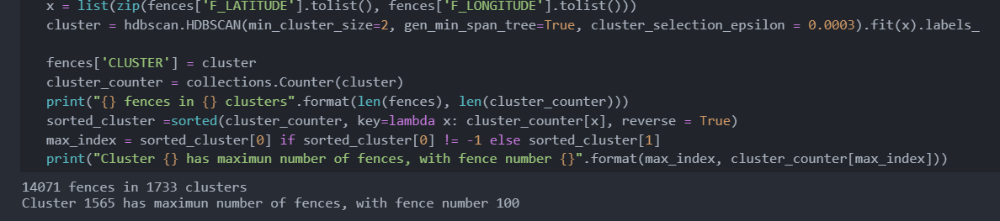 x = list(zip(fences['F_LATITUDE'].tolist(), fences['F_LONGITUDE'].tolist()))
cluster = hdbscan.HDBSCAN(min_cluster_size=2, gen_min_span_tree=True, cluster_selection_epsilon = 0.0003).fit(x).labels_
fences['CLUSTER'] = cluster
cluster_counter = collections.Counter(cluster)
print("{} fences in {} clusters".format(len(fences), len(cluster_counter)))
sorted_cluster =sorted(cluster_counter, key=lambda x: cluster_counter[x], reverse = True)
max_index = sorted_cluster[0] if sorted_cluster[0] != -1 else sorted_cluster[1]
print("Cluster {} has maximun number of fences, with fence number {}".format(max_index, cluster_counter[max_index]))
14071 fences in 1733 clusters
Cluster 1565 has maximun number of fences, with fence number 100